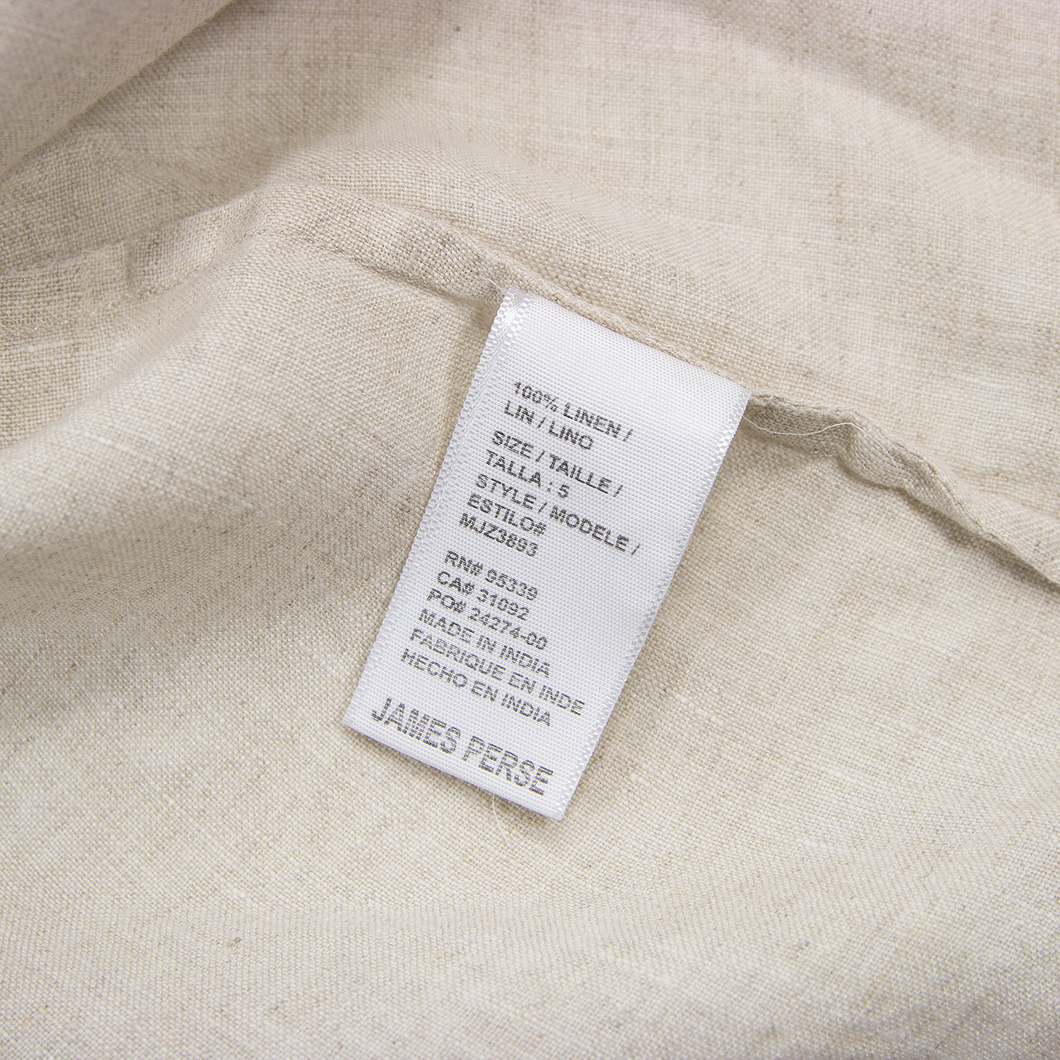 100% LINEN /
LIN / LINO
SIZE / TAILLE /
TALLA : 5
STYLE / MODELE /
ESTILO#
MJZ3893
RN# 95339
CA# 31092
PO# 24274-00
MADE IN INDIA
FABRIQUE EN INDE
HECHO EN INDIA
JAMES PERSE